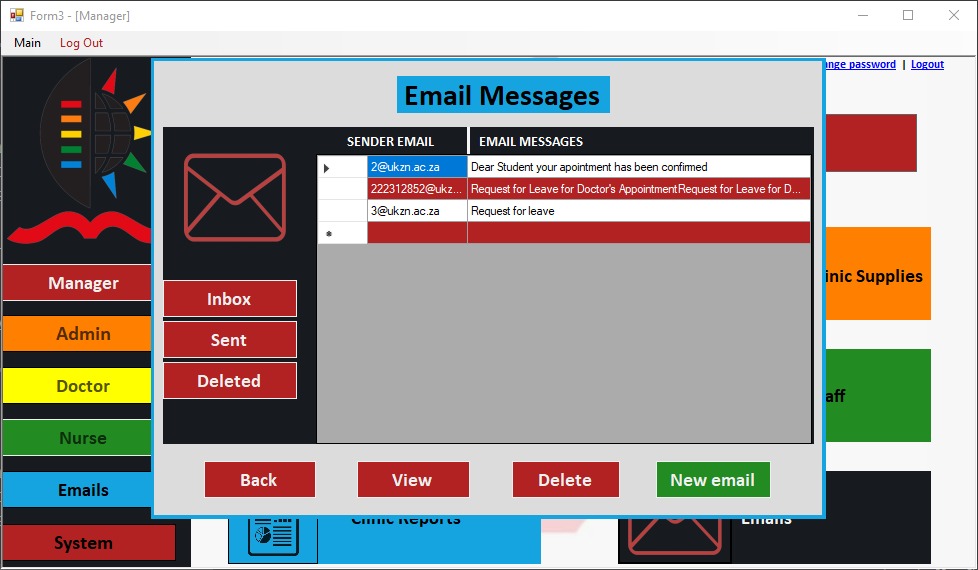 Form3 - [Manager]
Main Log Out
ange password | Logout
Email Messages
SENDER EMAIL EMAIL MESSAGES
2@ukzn.ac.za Dear Student your apointment has been confirmed
222312852@ukz... Request for Leave for Doctor's AppointmentRequest for Leave for D...
3@ukzn.ac.za Request for leave
Inbox
Sent
Deleted
Back View Delete New email
Manager
Admin
Doctor
Nurse
Emails
System
inic Supplies
aff
Clinic Reports
Emails